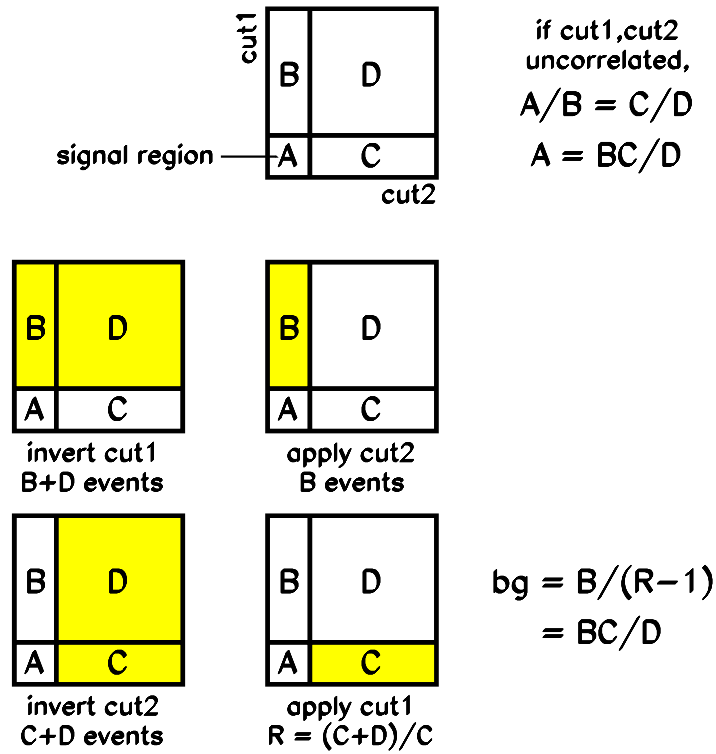 cut1
B D
signal region A C
cut2
if cut1,cut2
uncorrelated,
A/B = C/D
A = BC/D
B D
A C
invert cut1
B+D events
B D
A C
apply cut2
B events
B D
A C
invert cut2
C+D events
B D
A C
apply cut1
R = (C+D)/C
bg = B/(R-1)
= BC/D